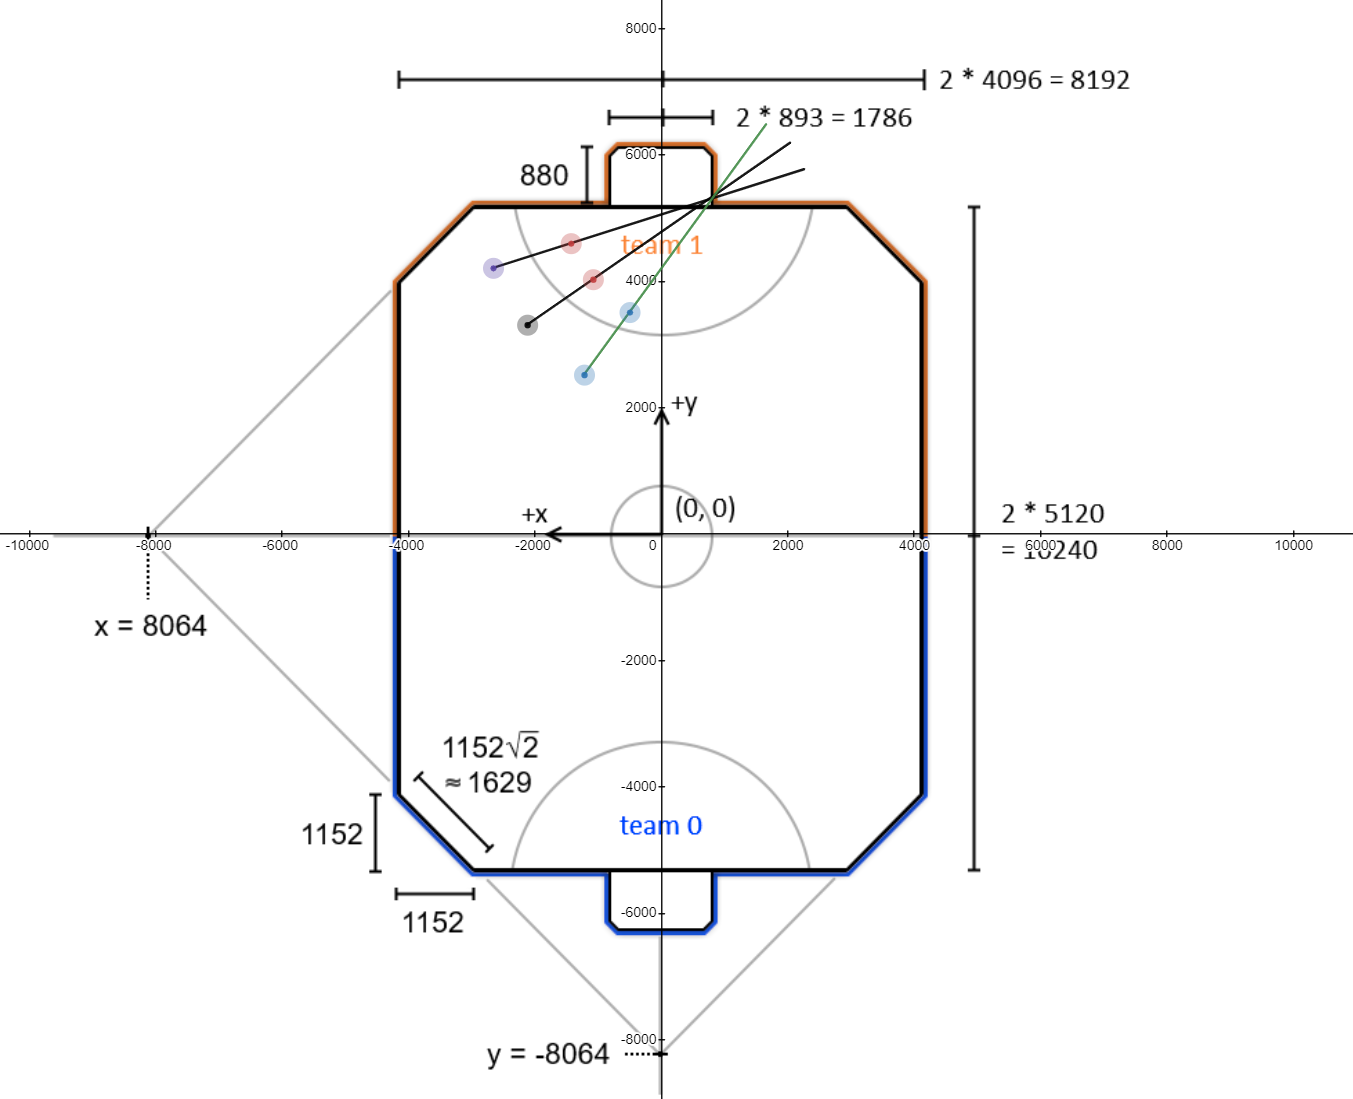 8000
2 * 4096 = 8192
2 * 893 = 1786
6000
880
team 1
4000
2000
+y
+x
(0, 0)
2 * 5120
= 10240
-10000
-8000
-6000
-4000
-2000
0
2000
4000
6000
8000
10000
x = 8064
-2000
1152√2
≈ 1629
-4000
team 0
1152
1152
-6000
-8000
y = -8064